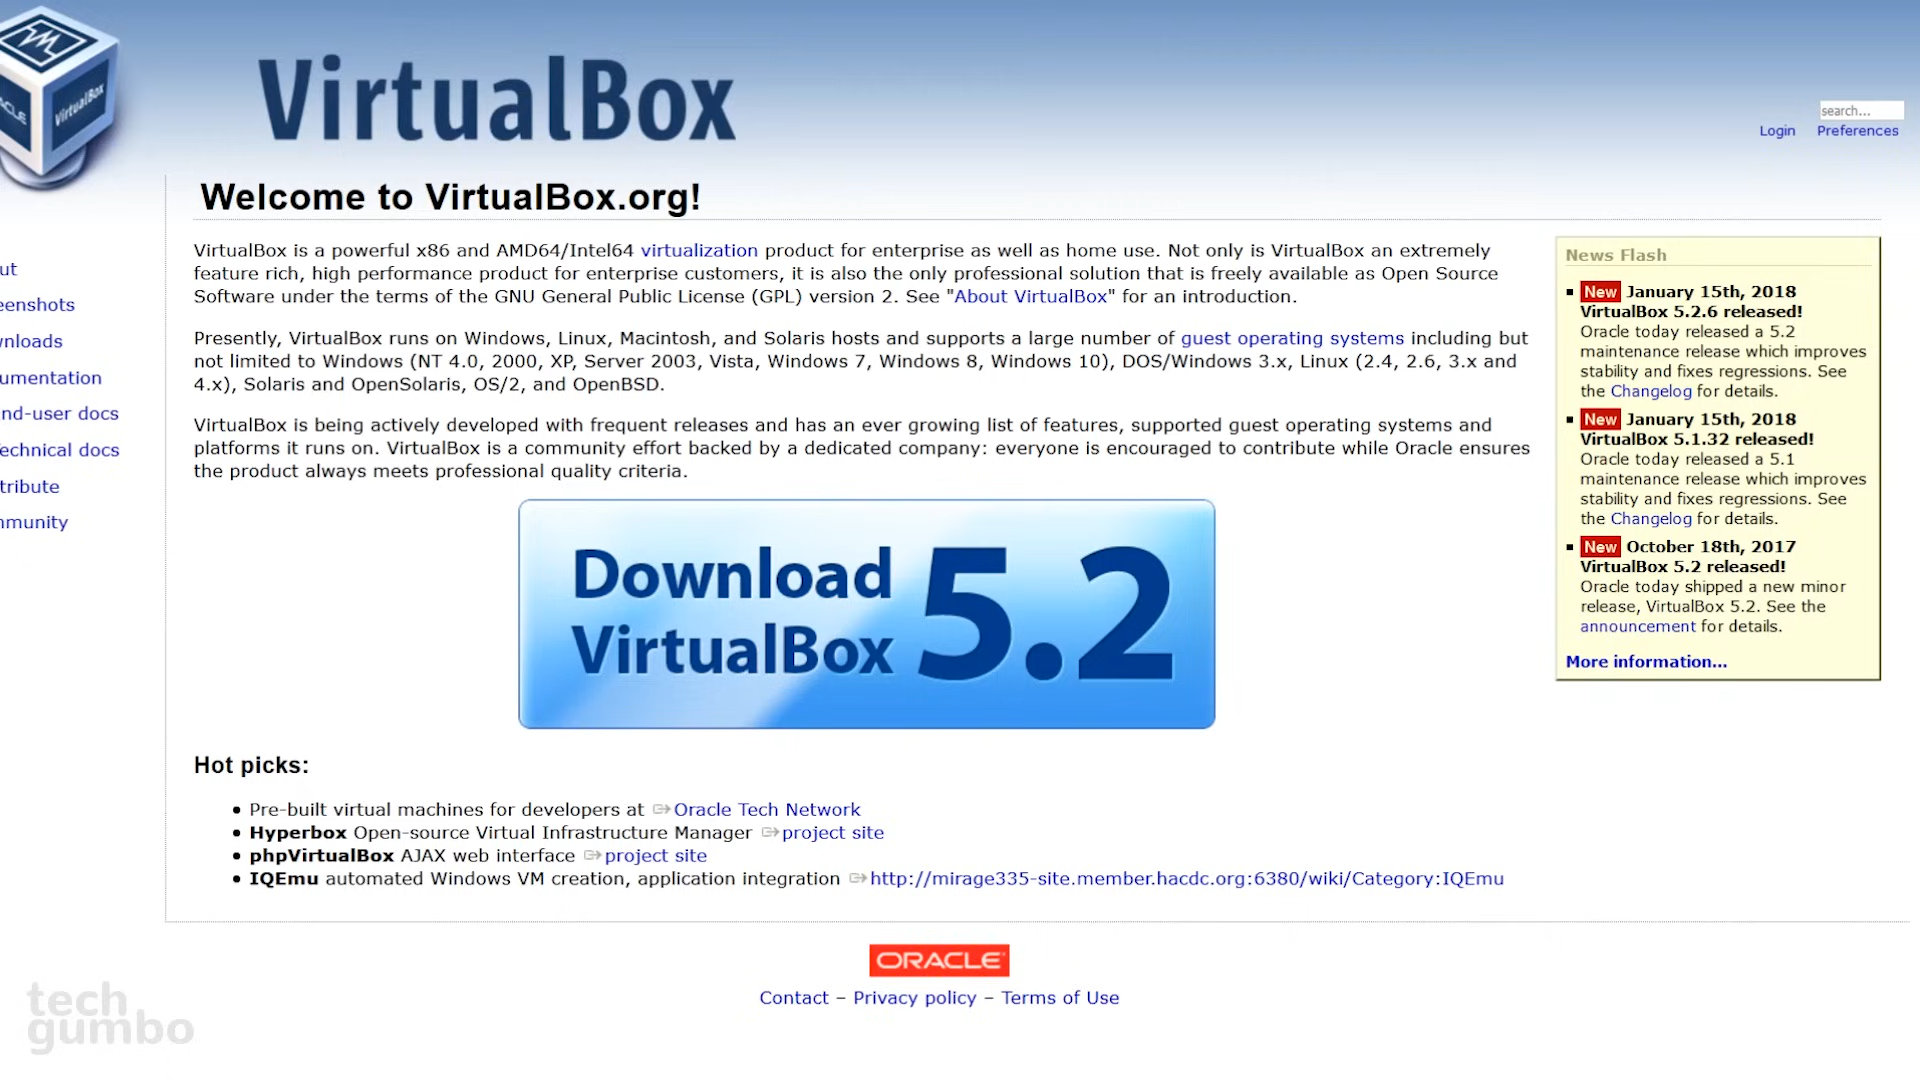 VirtualBox
VirtualBox
search...
Login Preferences
Welcome to VirtualBox.org!
VirtualBox is a powerful x86 and AMD64/Intel64 virtualization product for enterprise as well as home use. Not only is VirtualBox an extremely
feature rich, high performance product for enterprise customers, it is also the only professional solution that is freely available as Open Source
Software under the terms of the GNU General Public License (GPL) version 2. See "About VirtualBox" for an introduction.
Presently, VirtualBox runs on Windows, Linux, Macintosh, and Solaris hosts and supports a large number of guest operating systems including but
not limited to Windows (NT 4.0, 2000, XP, Server 2003, Vista, Windows 7, Windows 8, Windows 10), DOS/Windows 3.x, Linux (2.4, 2.6, 3.x and
4.x), Solaris and OpenSolaris, OS/2, and OpenBSD.
VirtualBox is being actively developed with frequent releases and has an ever growing list of features, supported guest operating systems and
platforms it runs on. VirtualBox is a community effort backed by a dedicated company: everyone is encouraged to contribute while Oracle ensures
the product always meets professional quality criteria.
ut
eenshots
nloads
umentation
nd-user docs
echnical docs
tribute
mmunity
Download
VirtualBox 5.2
News Flash
New January 15th, 2018
VirtualBox 5.2.6 released!
Oracle today released a 5.2
maintenance release which improves
stability and fixes regressions. See
the Changelog for details.
New January 15th, 2018
VirtualBox 5.1.32 released!
Oracle today released a 5.1
maintenance release which improves
stability and fixes regressions. See
the Changelog for details.
New October 18th, 2017
VirtualBox 5.2 released!
Oracle today shipped a new minor
release, VirtualBox 5.2. See the
announcement for details.
More information...
Hot picks:
Pre-built virtual machines for developers at Oracle Tech Network
Hyperbox Open-source Virtual Infrastructure Manager project site
phpVirtualBox AJAX web interface project site
IQEmu automated Windows VM creation, application integration http://mirage335-site.member.hacdc.org:6380/wiki/Category:IQEmu
ORACLE
Contact – Privacy policy – Terms of Use
tech
gumbo